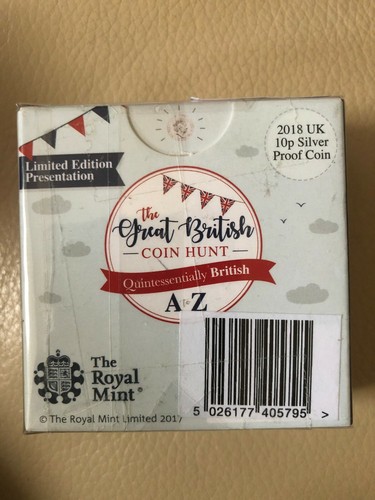 2018 UK
10p Silver
Proof Coin
Limited Edition
Presentation
The
Great British
COIN HUNT
Quintessentially British
A to Z
The
Royal
Mint®
5 026177 405795 >
© The Royal Mint Limited 2017